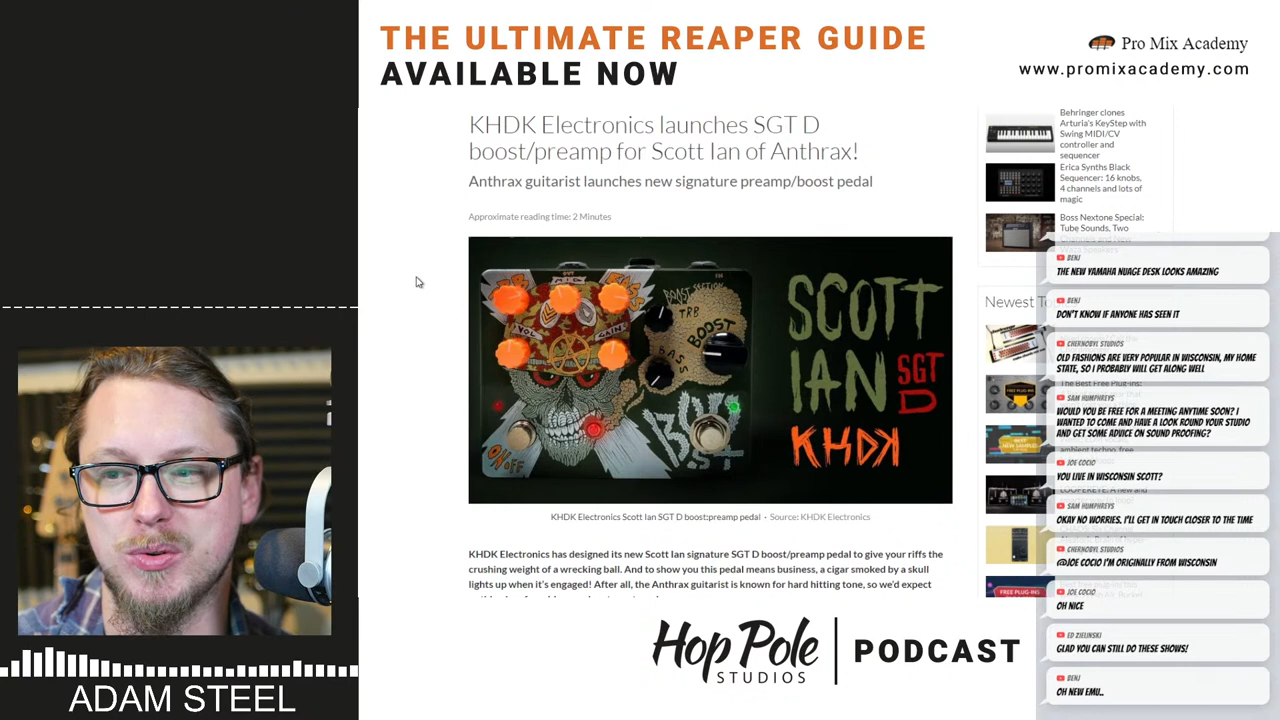 THE ULTIMATE REAPER GUIDE
AVAILABLE NOW
Pro Mix Academy
www.promixacademy.com
KHDK Electronics launches SGT D
boost/preamp for Scott Ian of Anthrax!
Anthrax guitarist launches new signature preamp/boost pedal
Approximate reading time: 2 Minutes
VOL
GAIN
BOOST SECTION
TRB
BOOST
BASS
ON/OFF
SCOTT
IAN
SGT
D
KHDK
KHDK Electronics Scott Ian SGT D boost:preamp pedal • Source: KHDK Electronics
KHDK Electronics has designed its new Scott Ian signature SGT D boost/preamp pedal to give your riffs the
crushing weight of a wrecking ball. And to show you this pedal means business, a cigar smoked by a skull
lights up when it's engaged! After all, the Anthrax guitarist is known for hard hitting tone, so we'd expect
Behringer clones
Arturia's KeyStep with
Swing MIDI/CV
controller and
sequencer
Erica Synths Black
Sequencer: 16 knobs,
4 channels and lots of
magic
Boss Nextone Special:
Tube Sounds, Two
Newest
BENJ
THE NEW YAMAHA NUAGE DESK LOOKS AMAZING
BENJ
DON'T KNOW IF ANYONE HAS SEEN IT
CHERNOBYL STUDIOS
OLD FASHIONS ARE VERY POPULAR IN WISCONSIN, MY HOME
STATE, SO I PROBABLY WILL GET ALONG WELL
SAM HUMPHREYS
WOULD YOU BE FREE FOR A MEETING ANYTIME SOON? I
WANTED TO COME AND HAVE A LOOK ROUND YOUR STUDIO
AND GET SOME ADVICE ON SOUND PROOFING?
JOE COCIO
YOU LIVE IN WISCONSIN SCOTT?
SAM HUMPHREYS
OKAY NO WORRIES. I'LL GET IN TOUCH CLOSER TO THE TIME
CHERNOBYL STUDIOS
@JOE COCIO I'M ORIGINALLY FROM WISCONSIN
JOE COCIO
OH NICE
ED ZIELINSKI
GLAD YOU CAN STILL DO THESE SHOWS!
BENJ
OH NEW EMU..
FREE PLUG-INS
Hop Pole
STUDIOS
PODCAST
ADAM STEEL